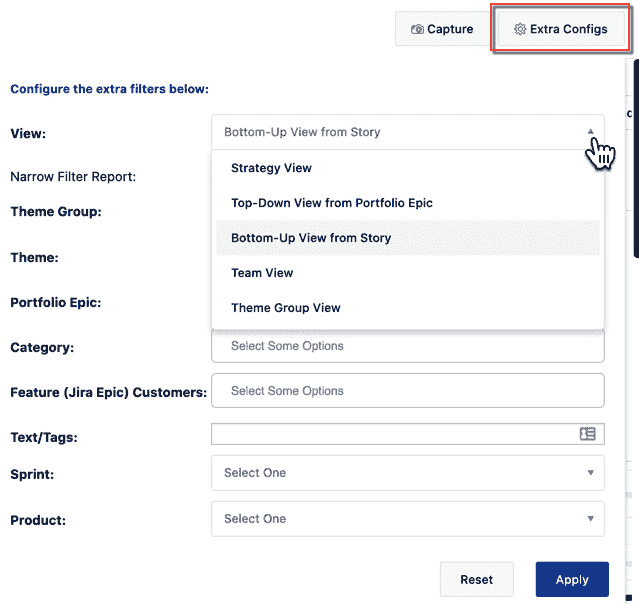 Capture
Extra Configs
Configure the extra filters below:
View:
Bottom-Up View from Story
Strategy View
Narrow Filter Report:
Top-Down View from Portfolio Epic
Theme Group:
Bottom-Up View from Story
Theme:
Team View
Portfolio Epic:
Theme Group View
Category:
Select Some Options
Feature (Jira Epic) Customers:
Select Some Options
Text/Tags:
Sprint:
Select One
Product:
Select One
Reset
Apply